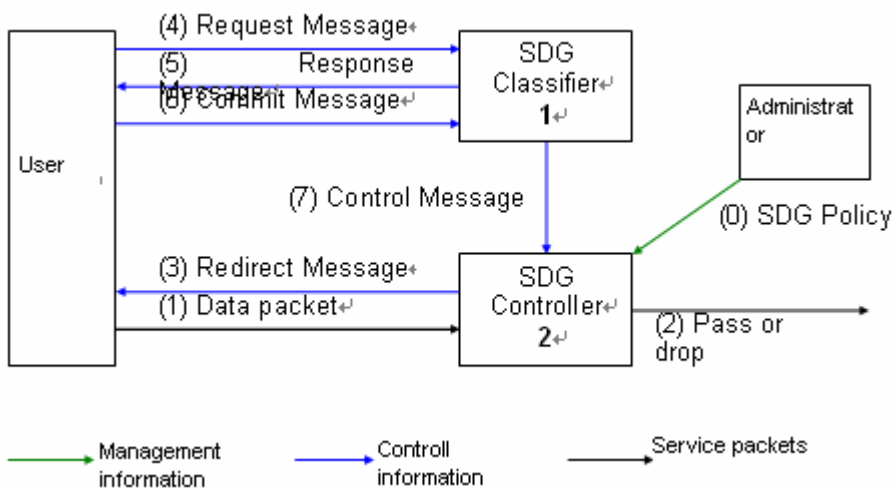 (4) Request Message
(5) Response
Message
(6) Commit Message
SDG
Classifier
1
User
Administrat
or
(7) Control Message
(0) SDG Policy
(3) Redirect Message
(1) Data packet
SDG
Controller
2
(2) Pass or
drop
Management
information
Controll
information
Service packets